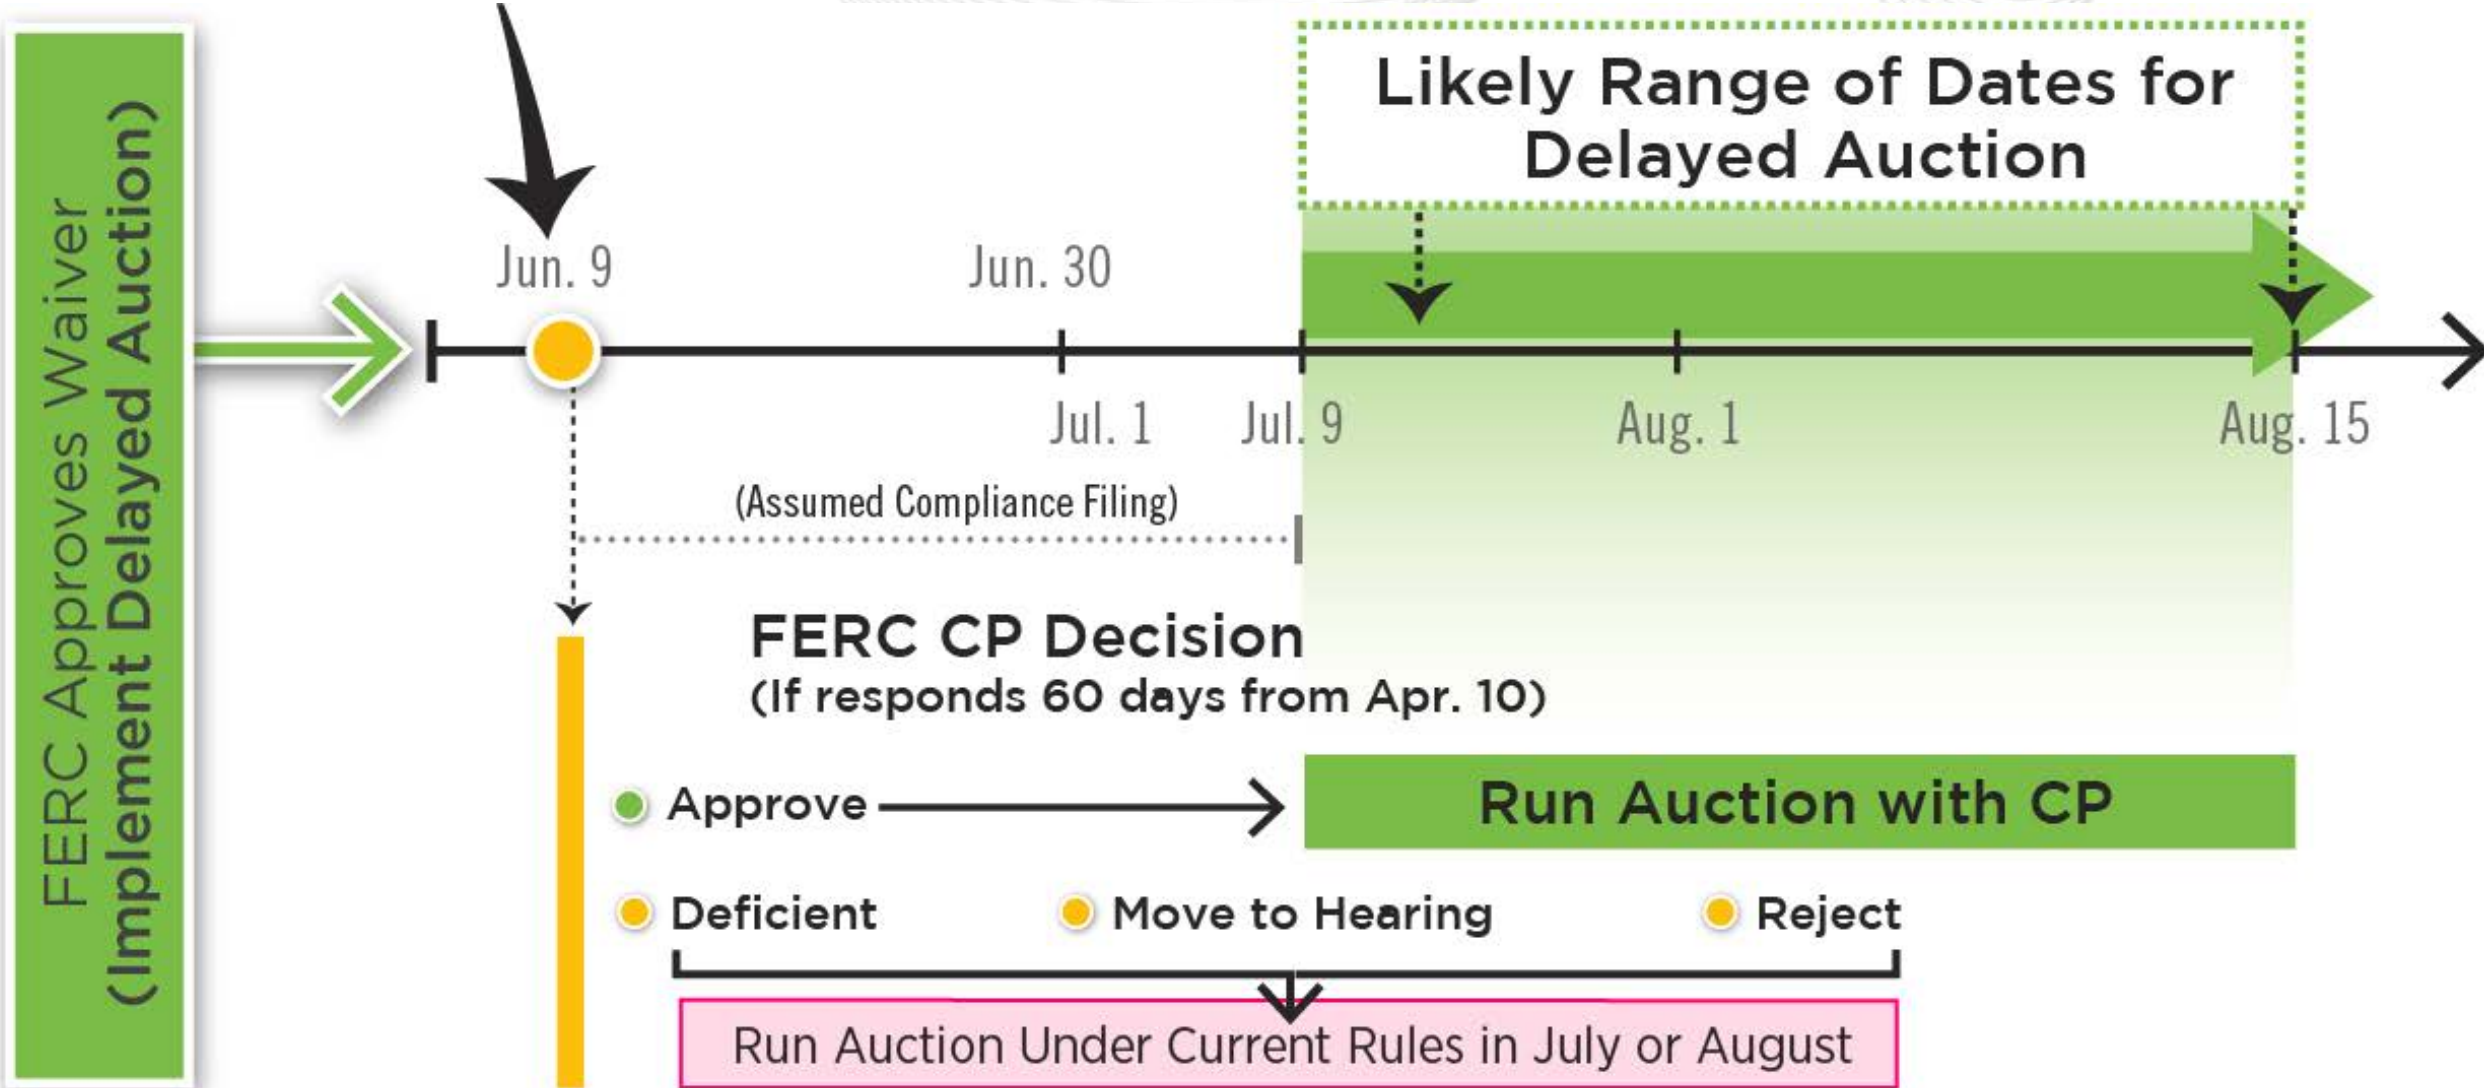 FERC Approves Waiver
(Implement Delayed Auction)
Likely Range of Dates for
Delayed Auction
Jun. 9
Jun. 30
Jul. 1
Jul. 9
Aug. 1
Aug. 15
(Assumed Compliance Filing)
FERC CP Decision
(If responds 60 days from Apr. 10)
Approve
Run Auction with CP
Deficient
Move to Hearing
Reject
Run Auction Under Current Rules in July or August